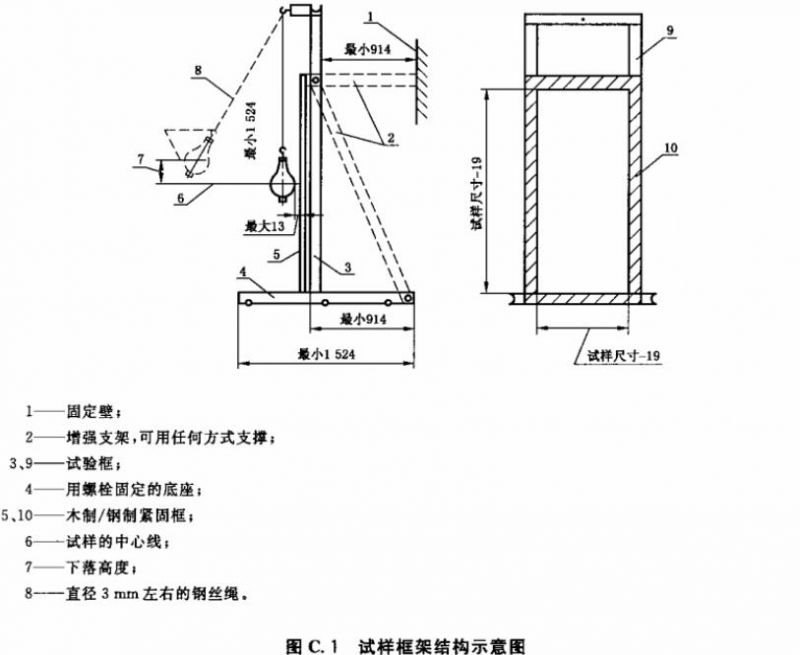 1
最小914
9
8
最小1 524
2
7
6
最大13
5
3
4
最小914
最小1 524
试样尺寸-19
10
试样尺寸-19
1——固定壁；
2——增强支架,可用任何方式支撑；
3、9——试验框；
4——用螺栓固定的底座；
5、10——木制/钢制紧固框；
6——试样的中心线；
7——下落高度；
8——直径 3 mm 左右的钢丝绳。
图 C.1 试样框架结构示意图